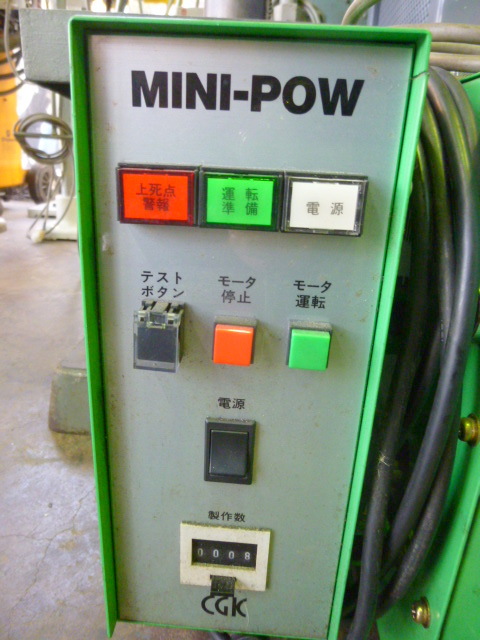 MINI-POW
上死点
警報
運転
準備
電源
テスト
ボタン
モータ
停止
モータ
運転
電源
製作数
0008
CGK